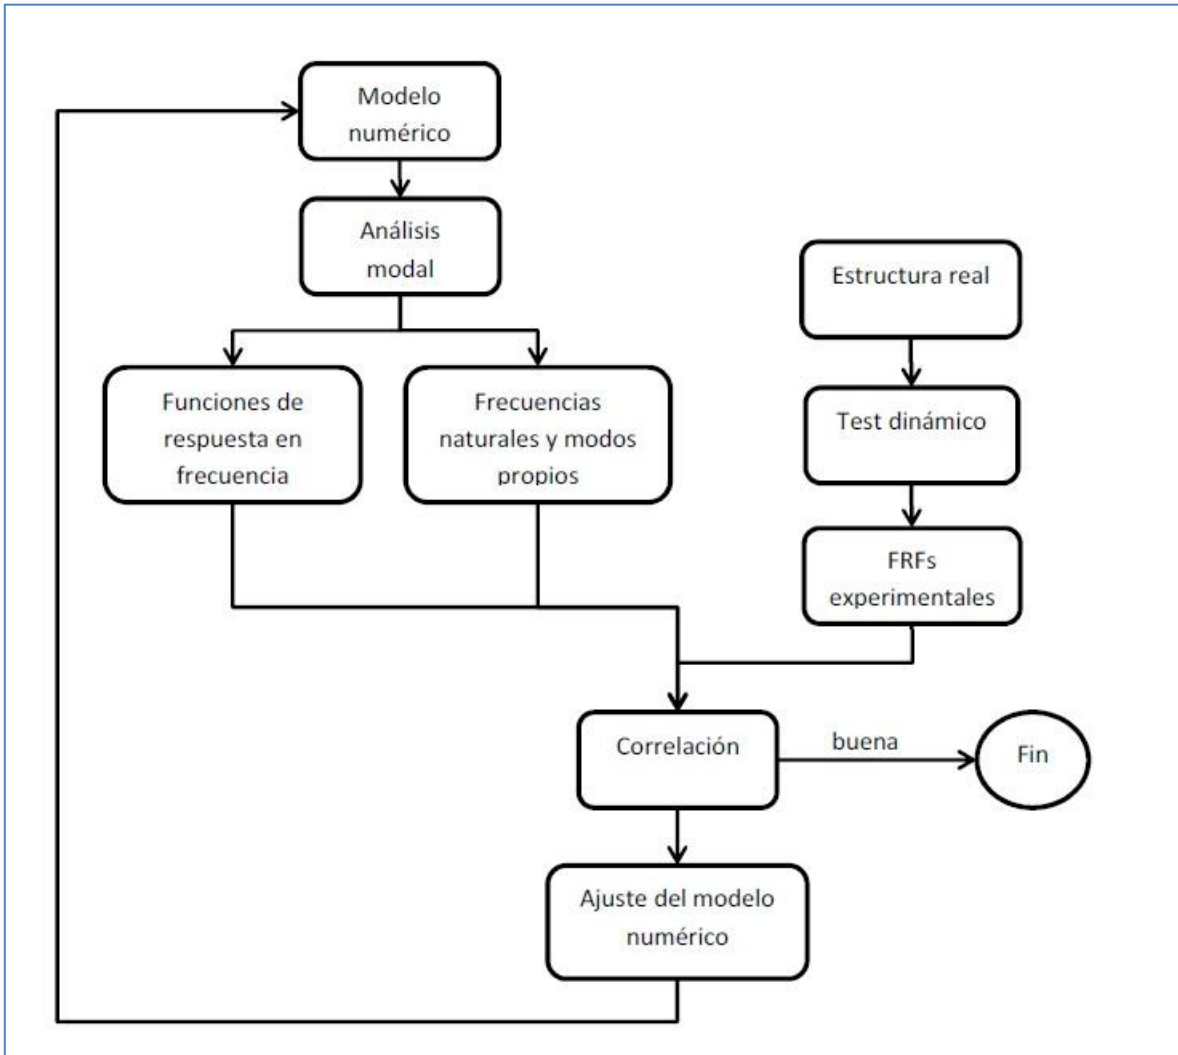 Modelo
numérico
Análisis
modal
Funciones de
respuesta en
frecuencia
Frecuencias
naturales y modos
propios
Estructura real
Test dinámico
FRFs
experimentales
Correlación
buena
Fin
Ajuste del modelo
numérico